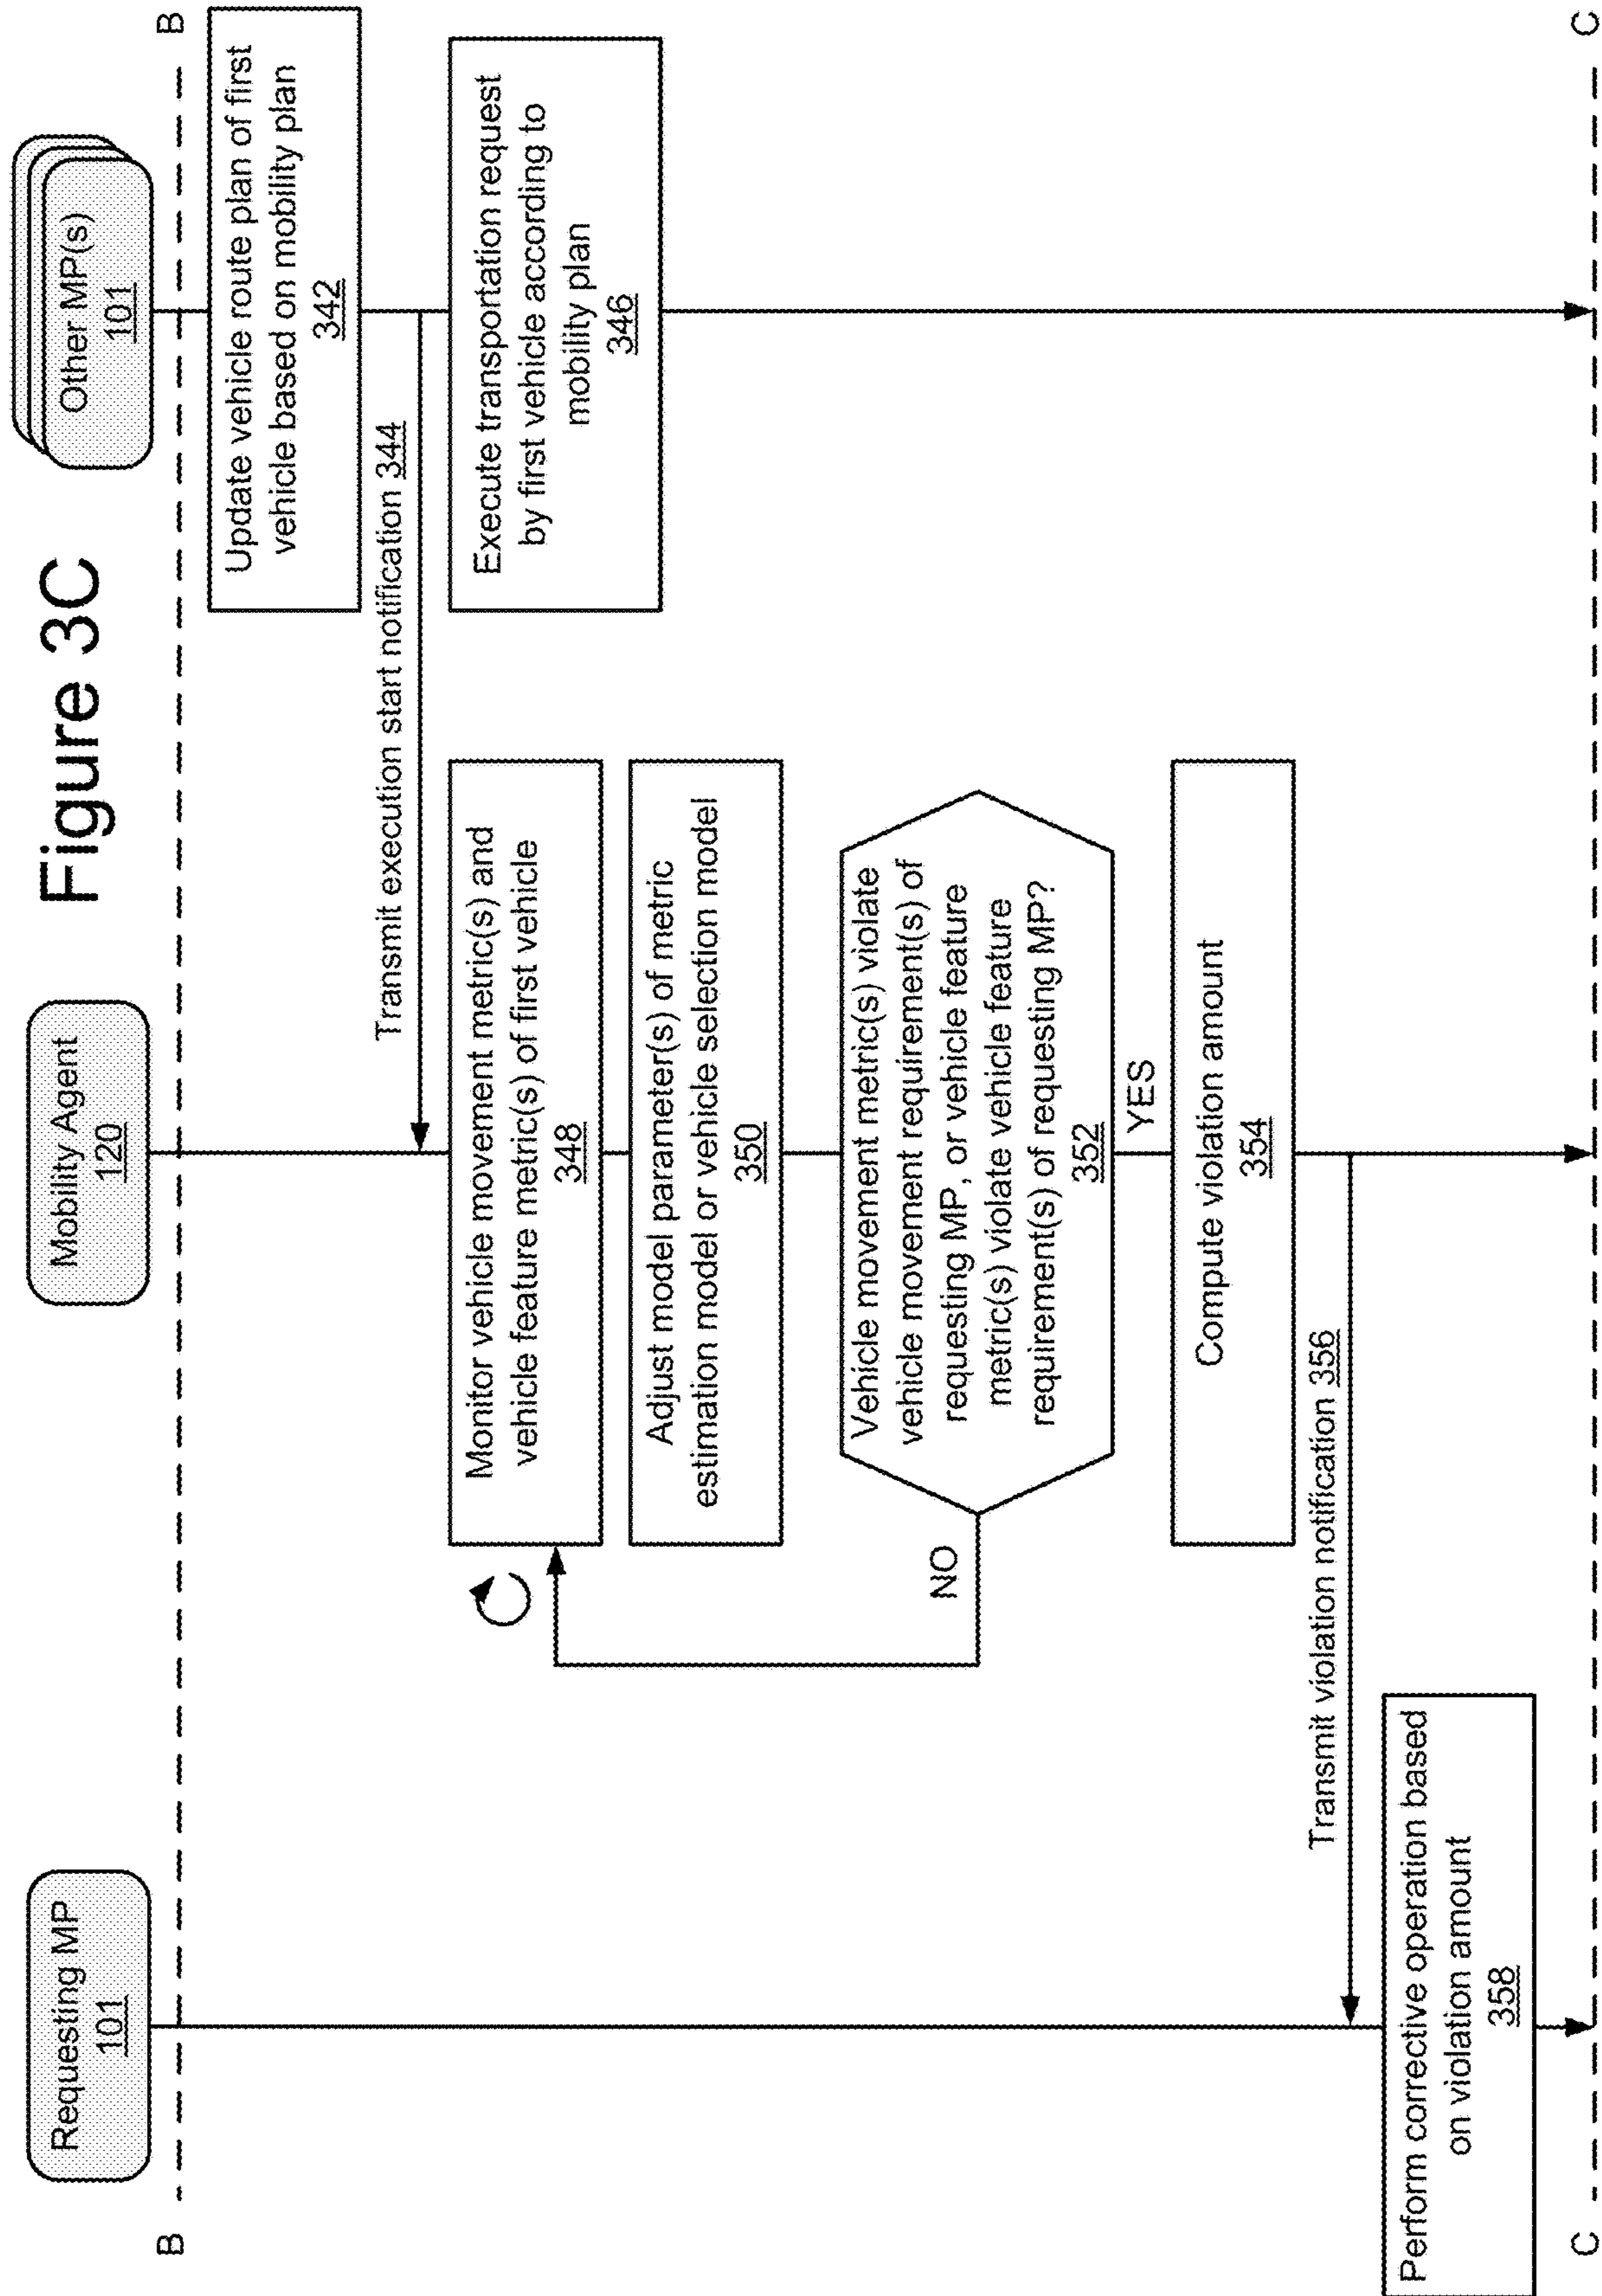 Figure 3C
Requesting MP
101
Mobility Agent
120
Other MP(s)
101
B
B
Update vehicle route plan of first
vehicle based on mobility plan
342
Transmit execution start notification 344
Execute transportation request
by first vehicle according to
mobility plan
346
Monitor vehicle movement metric(s) and
vehicle feature metric(s) of first vehicle
348
Adjust model parameter(s) of metric
estimation model or vehicle selection model
350
Vehicle movement metric(s) violate
vehicle movement requirement(s) of
requesting MP, or vehicle feature
metric(s) violate vehicle feature
requirement(s) of requesting MP?
352
NO
YES
Compute violation amount
354
Transmit violation notification 356
Perform corrective operation based
on violation amount
358
C
C